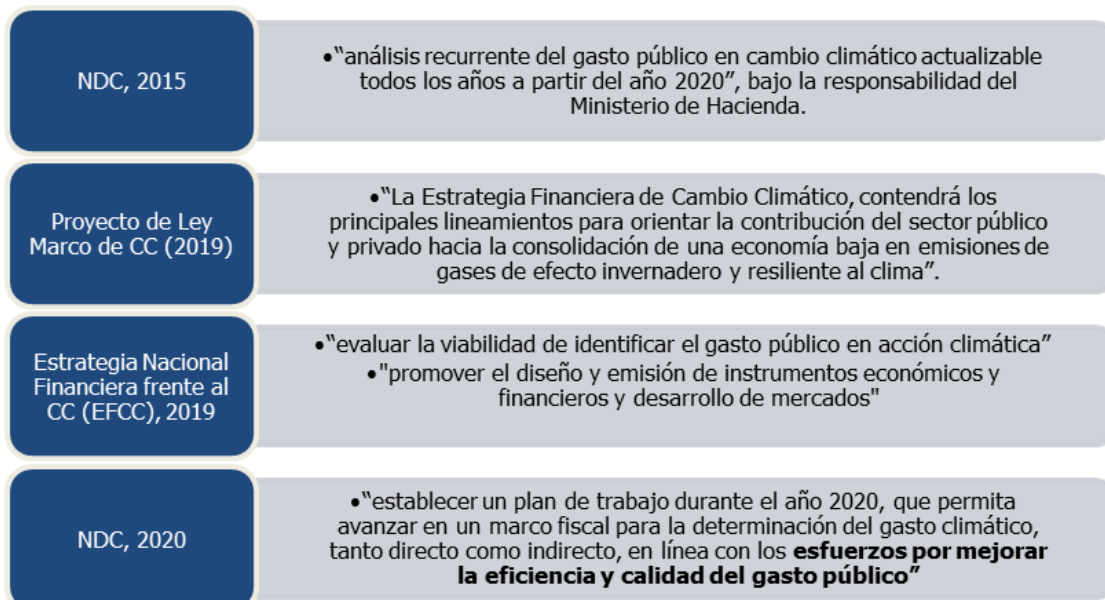 NDC, 2015
•“análisis recurrente del gasto público en cambio climático actualizable
todos los años a partir del año 2020”, bajo la responsabilidad del
Ministerio de Hacienda.
Proyecto de Ley
Marco de CC (2019)
•“La Estrategia Financiera de Cambio Climático, contendrá los
principales lineamientos para orientar la contribución del sector público
y privado hacia la consolidación de una economía baja en emisiones de
gases de efecto invernadero y resiliente al clima”.
Estrategia Nacional
Financiera frente al
CC (EFCC), 2019
•“evaluar la viabilidad de identificar el gasto público en acción climática”
•"promover el diseño y emisión de instrumentos económicos y
financieros y desarrollo de mercados"
NDC, 2020
•“establecer un plan de trabajo durante el año 2020, que permita
avanzar en un marco fiscal para la determinación del gasto climático,
tanto directo como indirecto, en línea con los esfuerzos por mejorar
la eficiencia y calidad del gasto público”